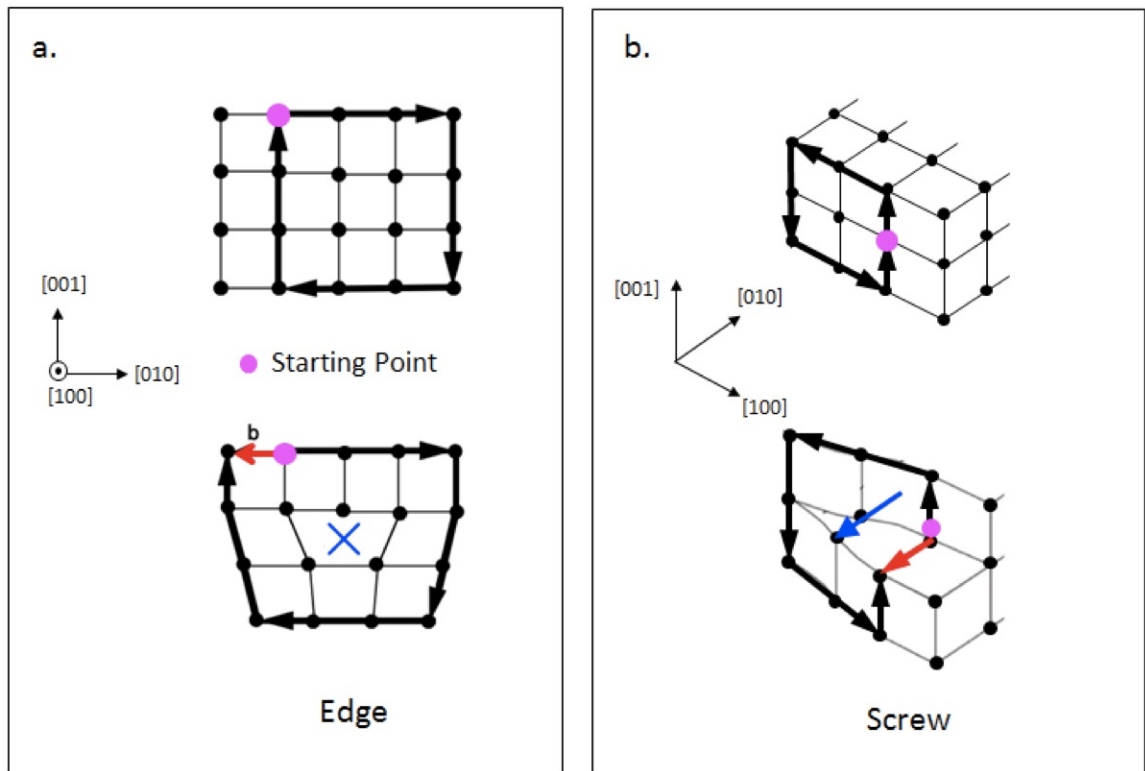 a.
[001]
[010]
[100]
Starting Point
b
Edge
b.
[001]
[010]
[100]
Screw